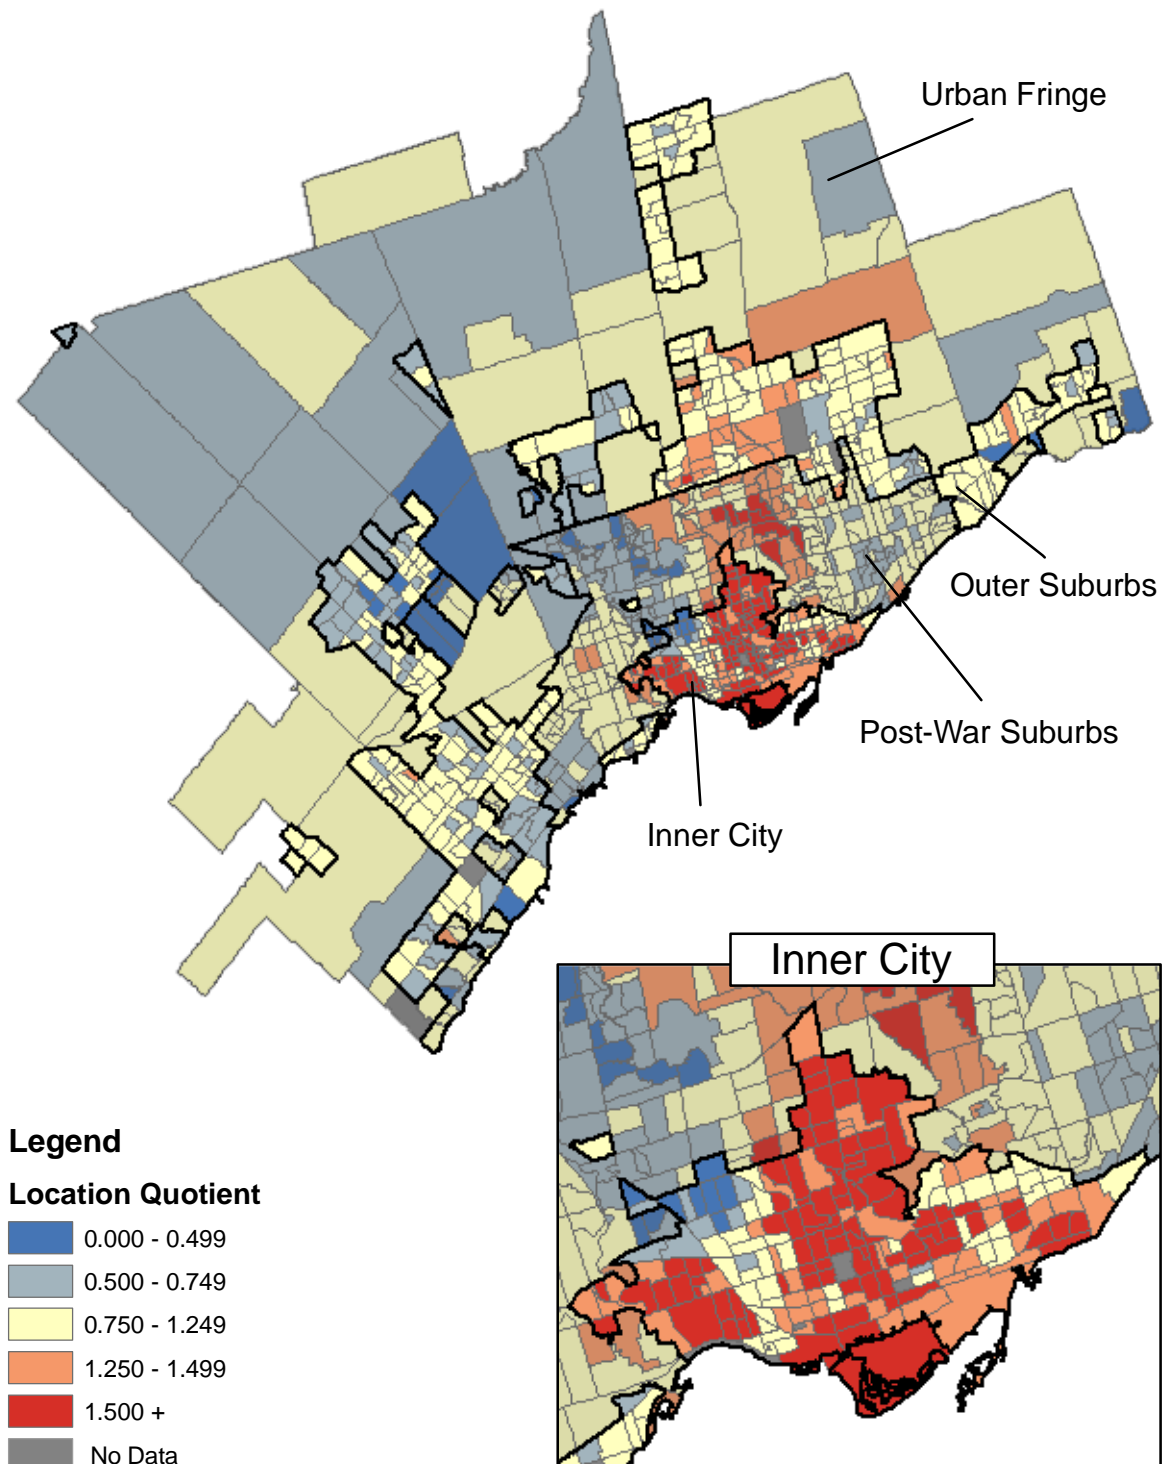 Urban Fringe
Outer Suburbs
Post-War Suburbs
Inner City
Inner City
Legend
Location Quotient
0.000 - 0.499
0.500 - 0.749
0.750 - 1.249
1.250 - 1.499
1.500 +
No Data